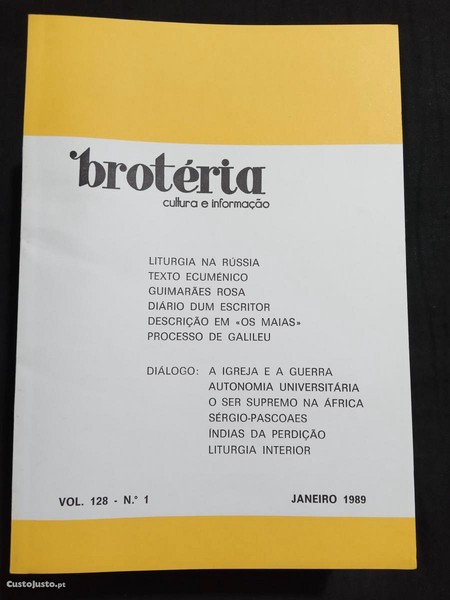 brotéria
cultura e informação
LITURGIA NA RÚSSIA
TEXTO ECUMÉNICO
GUIMARÃES ROSA
DIÁRIO DUM ESCRITOR
DESCRIÇÃO EM «OS MAIAS»
PROCESSO DE GALILEU
DIÁLOGO: A IGREJA E A GUERRA
AUTONOMIA UNIVERSITÁRIA
O SER SUPREMO NA ÁFRICA
SÉRGIO-PASCOAES
ÍNDIAS DA PERDIÇÃO
LITURGIA INTERIOR
VOL. 128 - N.° 1 JANEIRO 1989
CustoJusto.pt